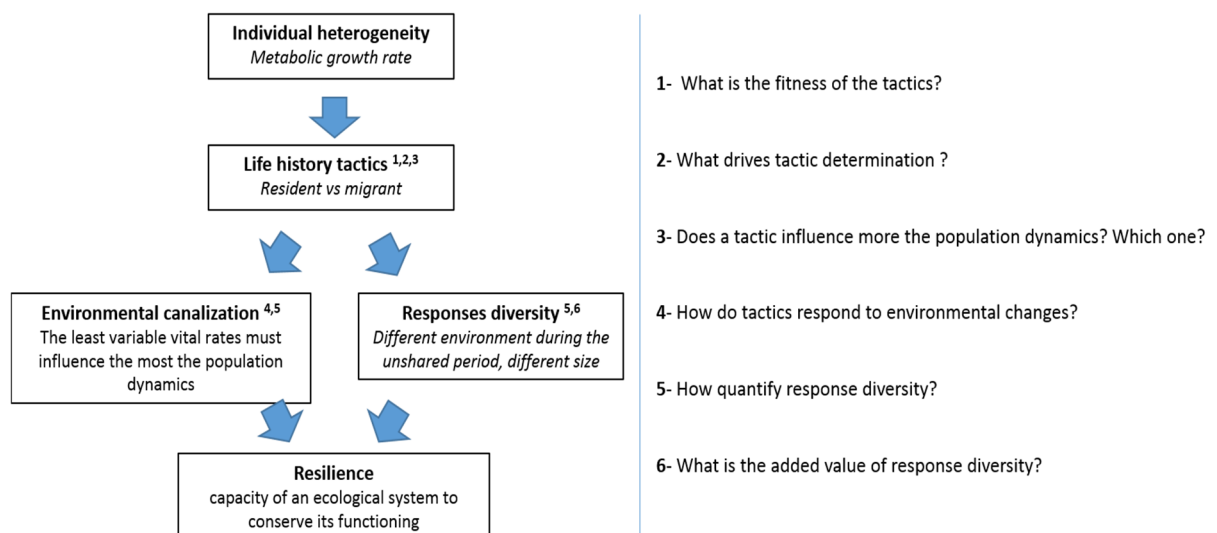 Individual heterogeneity
Metabolic growth rate
Life history tactics 1,2,3
Resident vs migrant
Environmental canalization 4,5
The least variable vital rates must
influence the most the population
dynamics
Responses diversity 5,6
Different environment during the
unshared period, different size
Resilience
capacity of an ecological system to
conserve its functioning
1- What is the fitness of the tactics?
2- What drives tactic determination ?
3- Does a tactic influence more the population dynamics? Which one?
4- How do tactics respond to environmental changes?
5- How quantify response diversity?
6- What is the added value of response diversity?